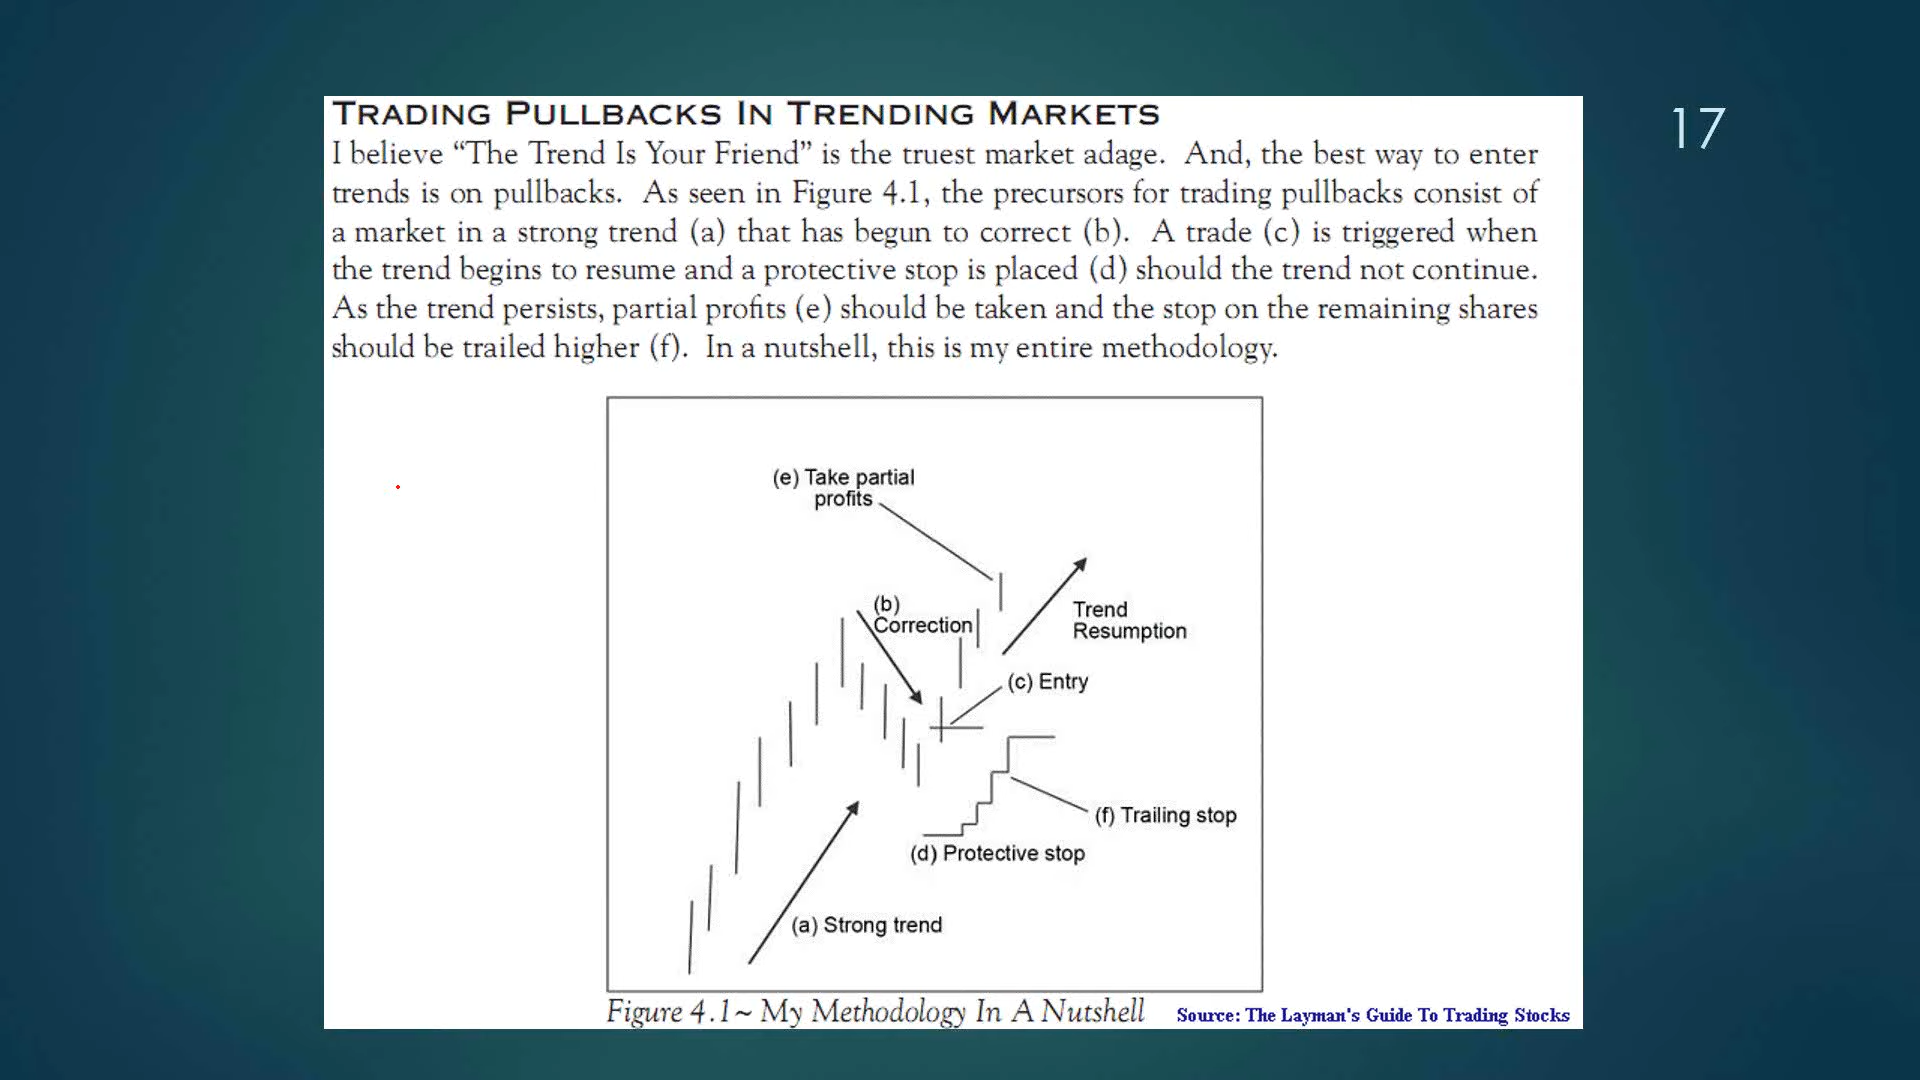 17
TRADING PULLBACKS IN TRENDING MARKETS
I believe “The Trend Is Your Friend” is the truest market adage. And, the best way to enter
trends is on pullbacks. As seen in Figure 4.1, the precursors for trading pullbacks consist of
a market in a strong trend (a) that has begun to correct (b). A trade (c) is triggered when
the trend begins to resume and a protective stop is placed (d) should the trend not continue.
As the trend persists, partial profits (e) should be taken and the stop on the remaining shares
should be trailed higher (f). In a nutshell, this is my entire methodology.
(e) Take partial
profits
(b)
Correction
Trend
Resumption
(c) Entry
(f) Trailing stop
(d) Protective stop
(a) Strong trend
Figure 4.1~ My Methodology In A Nutshell
Source: The Layman's Guide To Trading Stocks